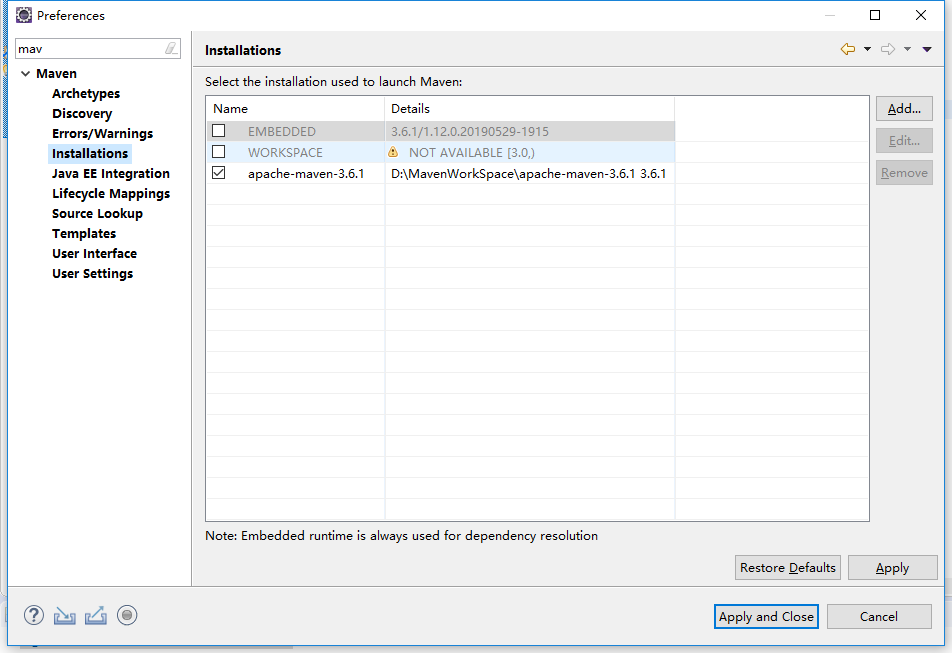 Preferences
mav
Maven
Archetypes
Discovery
Errors/Warnings
Installations
Java EE Integration
Lifecycle Mappings
Source Lookup
Templates
User Interface
User Settings
Installations
Select the installation used to launch Maven:
Name Details
EMBEDDED 3.6.1/1.12.0.20190529-1915
WORKSPACE NOT AVAILABLE [3.0,)
apache-maven-3.6.1 D:\MavenWorkSpace\apache-maven-3.6.1 3.6.1
Add...
Edit...
Remove
Note: Embedded runtime is always used for dependency resolution
Restore Defaults Apply
? Apply and Close Cancel